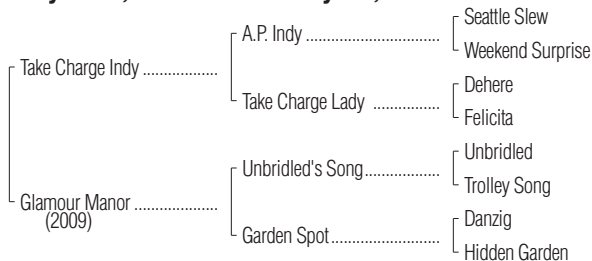 Seattle Slew
A.P. Indy ........................
Weekend Surprise
Take Charge Indy .................
Dehere
Take Charge Lady ...............
Felicita
Unbridled
Unbridled's Song.................
Trolley Song
Glamour Manor ...................
(2009)
Danzig
Garden Spot.........................
Hidden Garden